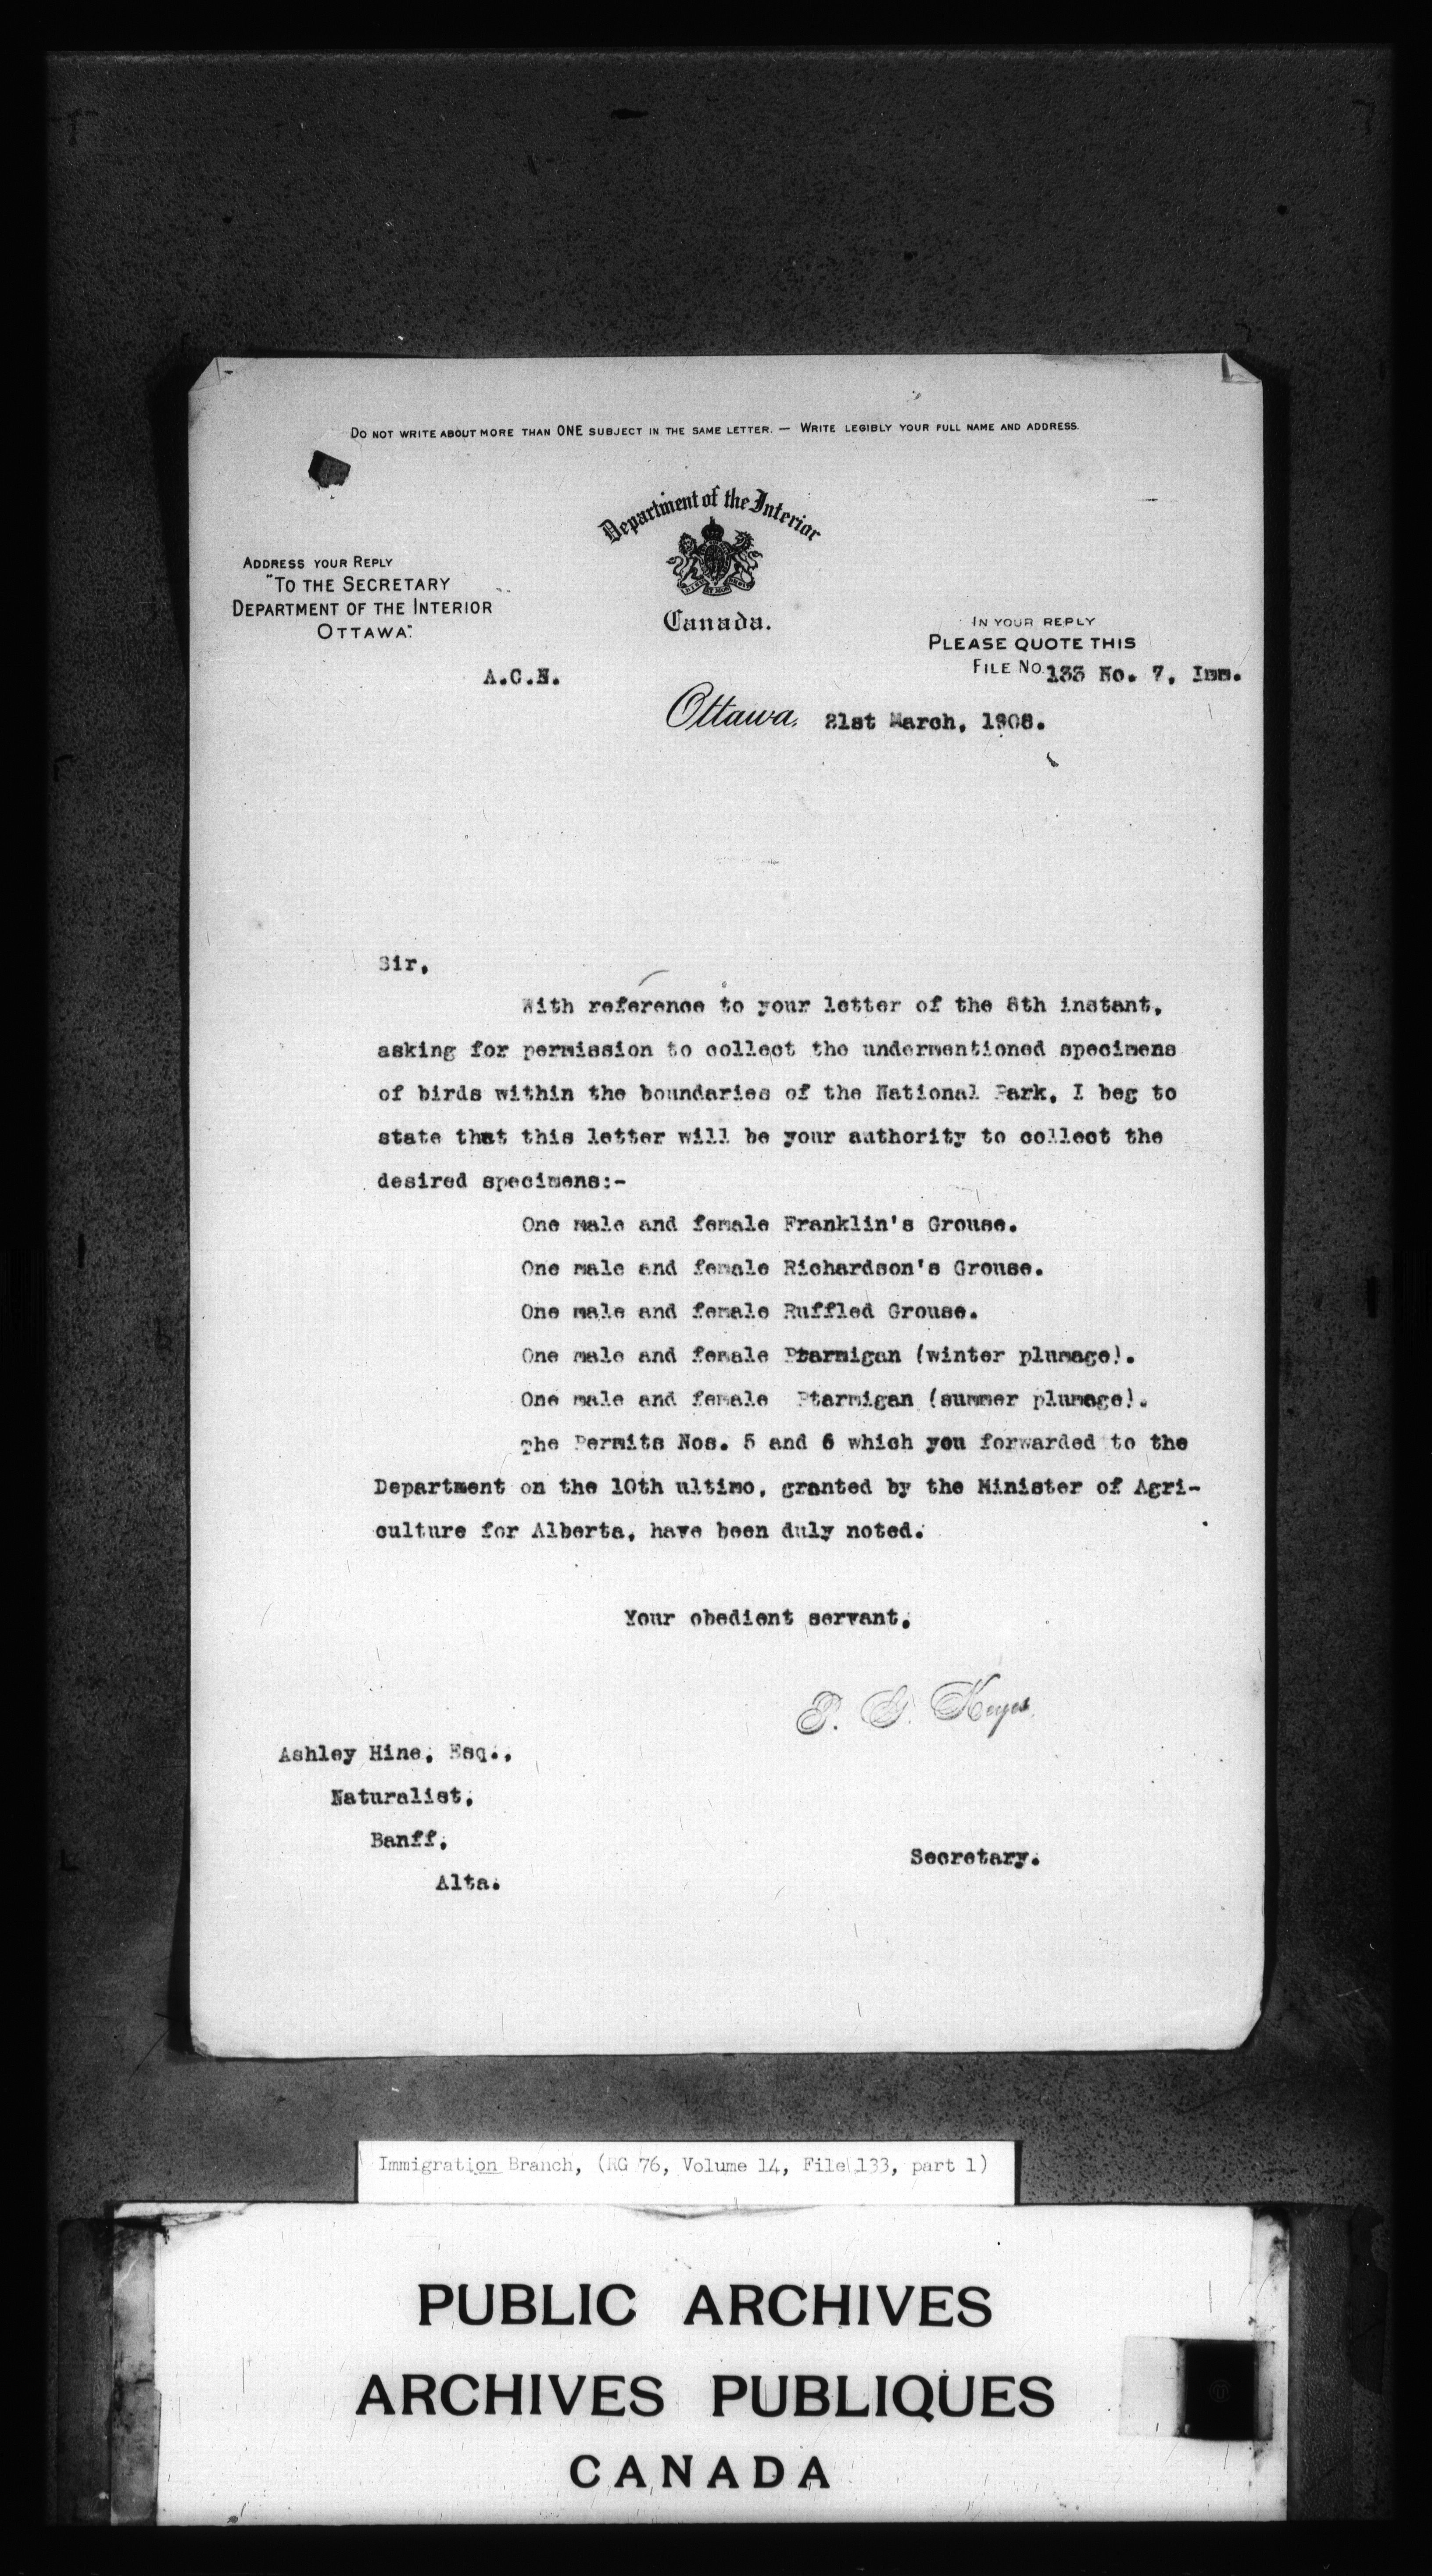 Do not write about more than ONE subject in the same letter. — Write legibly your full name and address.
Department of the Interior
Canada.
Address your Reply
"To the Secretary
Department of the Interior
Ottawa".
In your reply
Please quote this
File No. 133 No. 7, Imm.
A.C.N.
Ottawa, 21st March, 1908.
Sir,
With reference to your letter of the 8th instant,
asking for permission to collect the undermentioned specimens
of birds within the boundaries of the National Park, I beg to
state that this letter will be your authority to collect the
desired specimens:-
One male and female Franklin's Grouse.
One male and female Richardson's Grouse.
One male and female Ruffled Grouse.
One male and female Ptarmigan (winter plumage).
One male and female Ptarmigan (summer plumage).
The Permits Nos. 5 and 6 which you forwarded to the
Department on the 10th ultimo, granted by the Minister of Agri-
culture for Alberta, have been duly noted.
Your obedient servant,
P. G. Keyes
Ashley Hine, Esq.,
Naturalist,
Banff,
Alta.
Secretary.
Immigration Branch, (RG 76, Volume 14, File 133, part 1)
PUBLIC ARCHIVES
ARCHIVES PUBLIQUES
CANADA